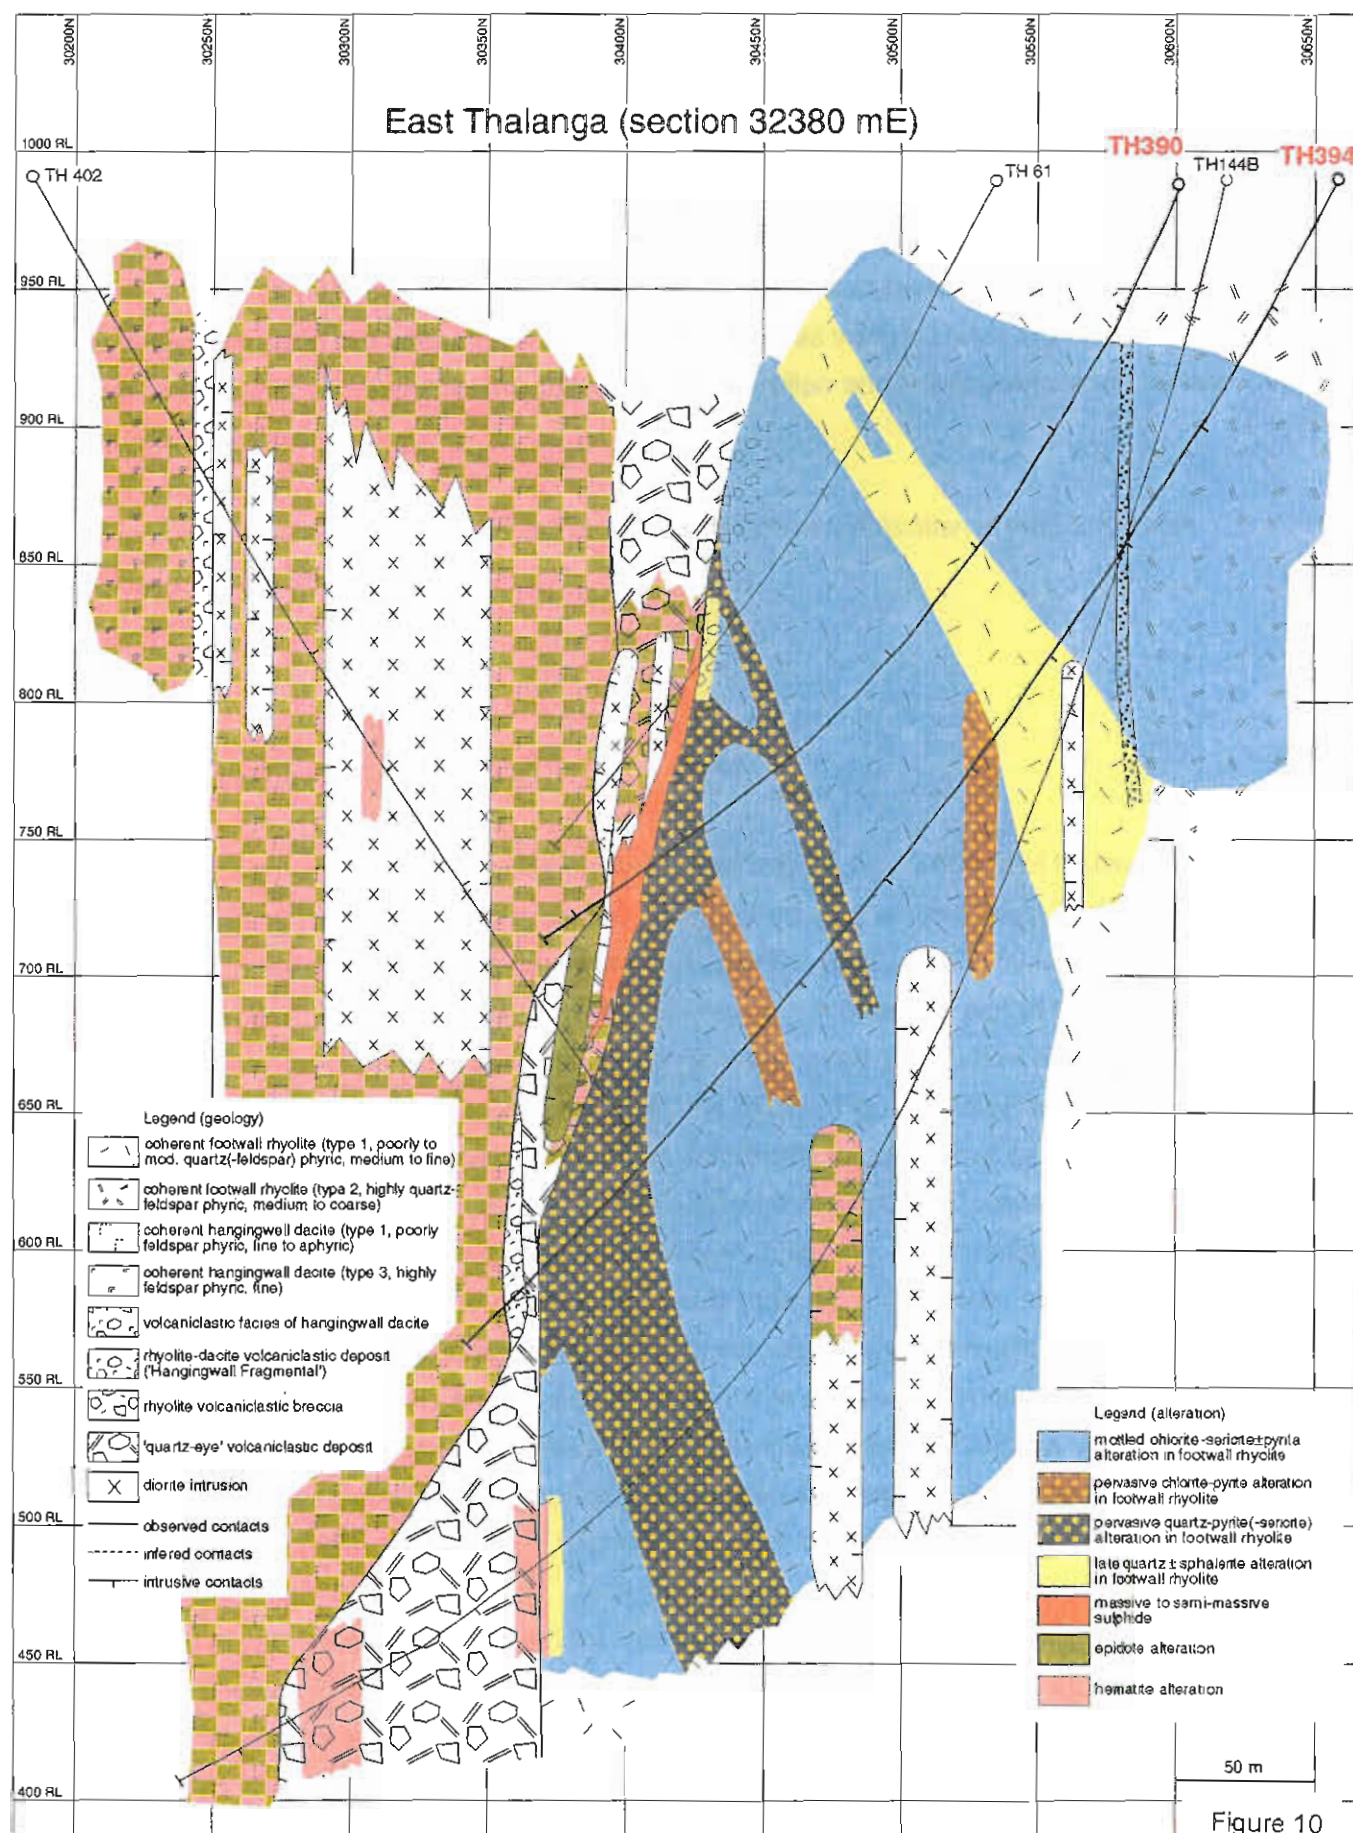 30200N
30250N
30300N
30350N
30400N
30450N
30500N
30550N
30600N
30650N
East Thalanga (section 32380 mE)
1000 RL
TH 402
TH 61
TH390
TH144B
TH394
950 RL
900 RL
850 RL
800 RL
750 RL
700 RL
650 RL
600 RL
550 RL
500 RL
450 RL
400 RL
Legend (geology)
coherent footwall rhyolite (type 1, poorly to
mod. quartz(-feldspar) phyric, medium to fine)
coherent footwall rhyolite (type 2, highly quartz-
feldspar phyric, medium to coarse)
coherent hangingwall dacite (type 1, poorly
feldspar phyric, fine to aphyric)
coherent hangingwall dacite (type 3, highly
feldspar phyric, fine)
volcaniclastic facies of hangingwall dacite
rhyolite-dacite volcaniclastic deposit
('Hangingwall Fragmental')
rhyolite volcaniclastic breccia
'quartz-eye' volcaniclastic deposit
diorite intrusion
observed contacts
infered contacts
intrusive contacts
Legend (alteration)
mottled chlorite-sericite±pyrite
alteration in footwall rhyolite
pervasive chlorite-pyrite alteration
in footwall rhyolite
pervasive quartz-pyrite(-sericite)
alteration in footwall rhyolite
late quartz ± sphalerite alteration
in footwall rhyolite
massive to semi-massive
sulphide
epidote alteration
hematite alteration
50 m
Figure 10